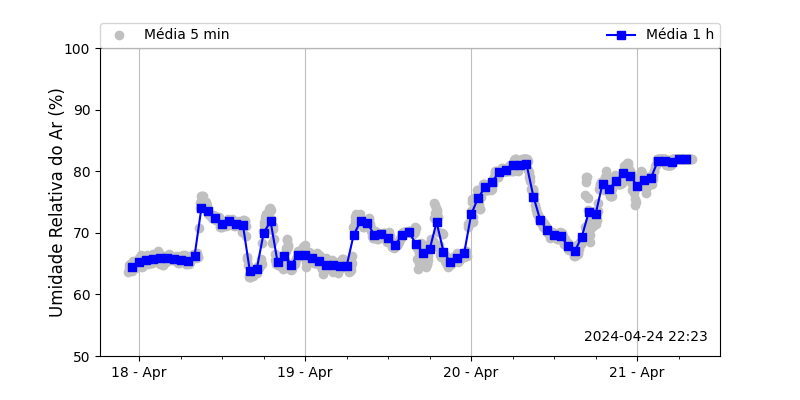 Média 5 min
Média 1 h
Umidade Relativa do Ar (%)
100
90
80
70
60
50
2024-04-24 22:23
18 - Apr
19 - Apr
20 - Apr
21 - Apr